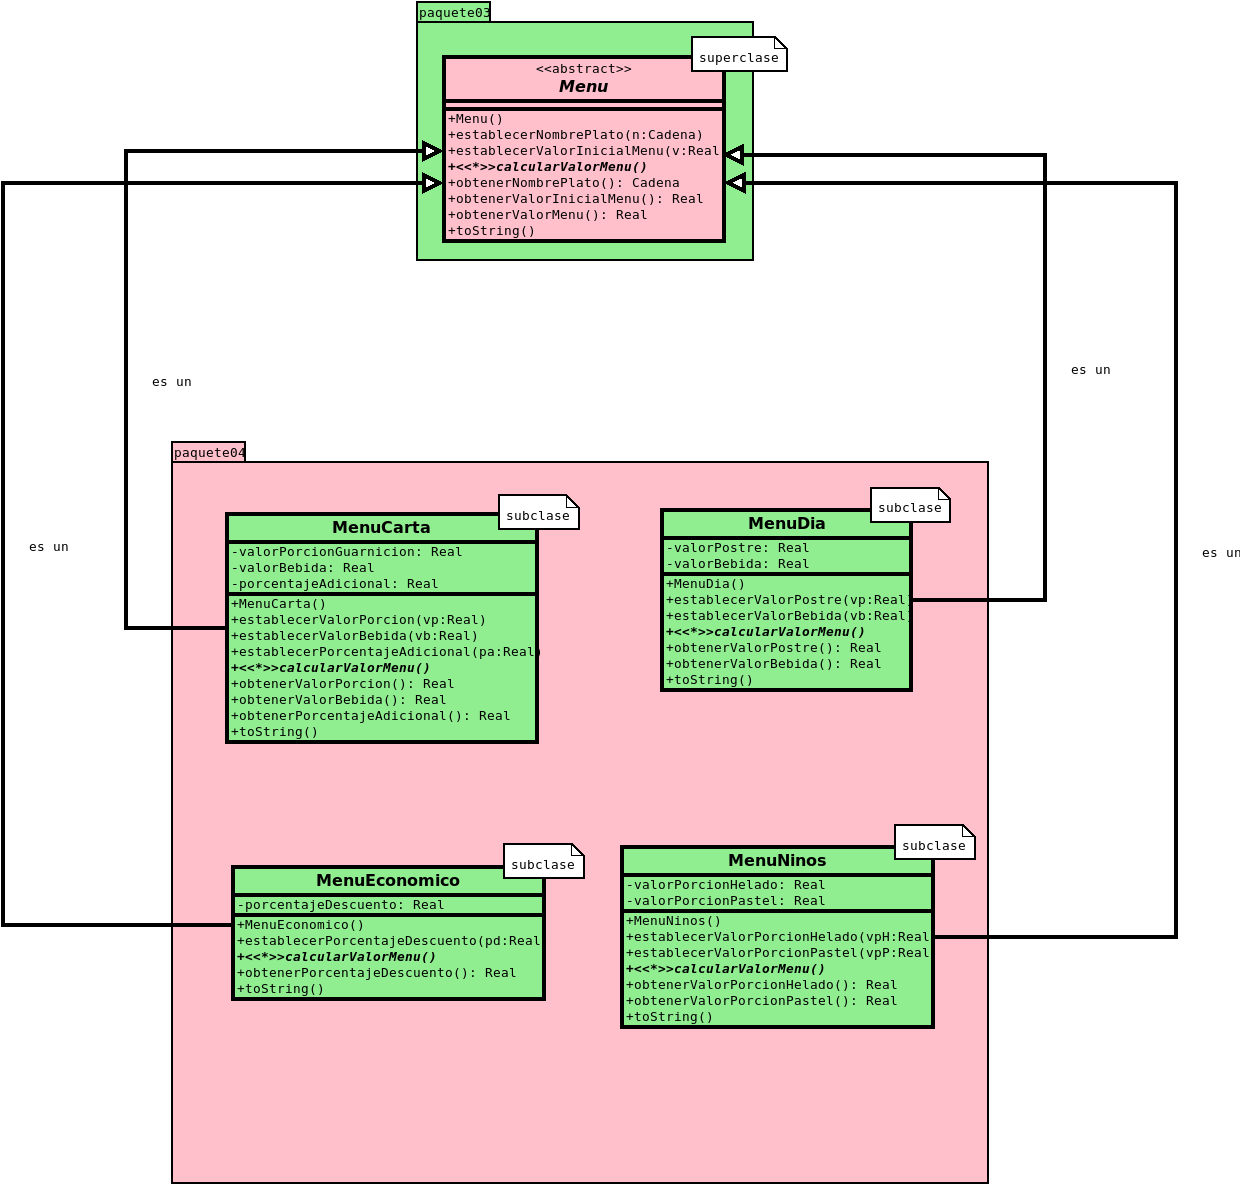 paquete03
superclase
<<abstract>>
Menu
+Menu()
+establecerNombrePlato(n:Cadena)
+establecerValorInicialMenu(v:Real
+<<*>>calcularValorMenu()
+obtenerNombrePlato(): Cadena
+obtenerValorInicialMenu(): Real
+obtenerValorMenu(): Real
+toString()
es un
es un
es un
es un
paquete04
subclase
MenuCarta
-valorPorcionGuarnicion: Real
-valorBebida: Real
-porcentajeAdicional: Real
+MenuCarta()
+establecerValorPorcion(vp:Real)
+establecerValorBebida(vb:Real)
+establecerPorcentajeAdicional(pa:Real)
+<<*>>calcularValorMenu()
+obtenerValorPorcion(): Real
+obtenerValorBebida(): Real
+obtenerPorcentajeAdicional(): Real
+toString()
subclase
MenuDia
-valorPostre: Real
-valorBebida: Real
+MenuDia()
+establecerValorPostre(vp:Real)
+establecerValorBebida(vb:Real)
+<<*>>calcularValorMenu()
+obtenerValorPostre(): Real
+obtenerValorBebida(): Real
+toString()
subclase
MenuEconomico
-porcentajeDescuento: Real
+MenuEconomico()
+establecerPorcentajeDescuento(pd:Real
+<<*>>calcularValorMenu()
+obtenerPorcentajeDescuento(): Real
+toString()
subclase
MenuNinos
-valorPorcionHelado: Real
-valorPorcionPastel: Real
+MenuNinos()
+establecerValorPorcionHelado(vpH:Real
+establecerValorPorcionPastel(vpP:Real
+<<*>>calcularValorMenu()
+obtenerValorPorcionHelado(): Real
+obtenerValorPorcionPastel(): Real
+toString()